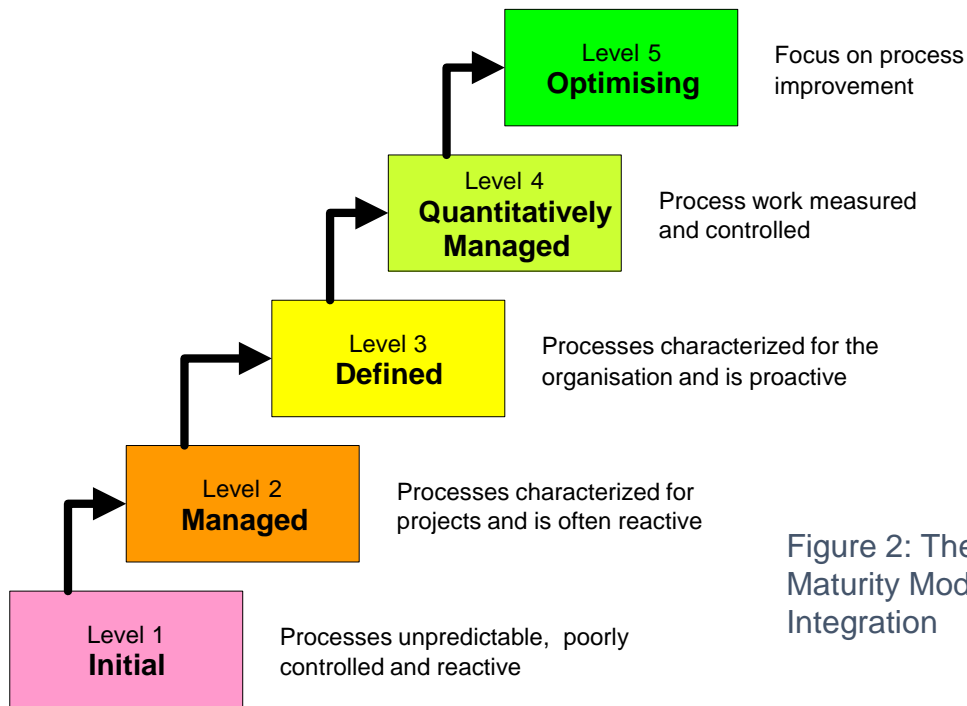 Level 5
Optimising
Focus on process
improvement
Level 4
Quantitatively
Managed
Process work measured
and controlled
Level 3
Defined
Processes characterized for the
organisation and is proactive
Level 2
Managed
Processes characterized for
projects and is often reactive
Figure 2: The
Maturity
Integration
Level 1
Initial
Processes unpredictable, poorly
controlled and reactive